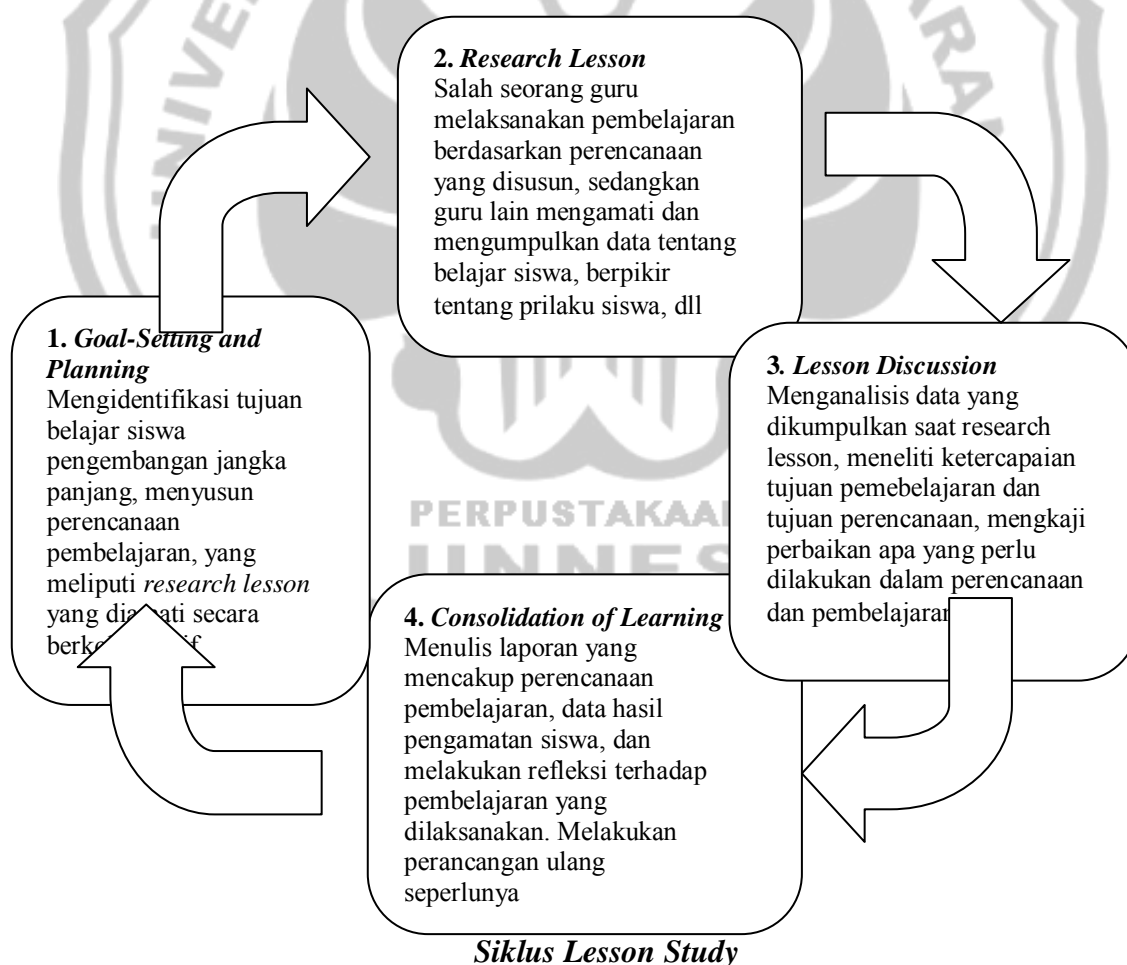 2. Research Lesson
Salah seorang guru
melaksanakan pembelajaran
berdasarkan perencanaan
yang disusun, sedangkan
guru lain mengamati dan
mengumpulkan data tentang
belajar siswa, berpikir
tentang prilaku siswa, dll
1. Goal-Setting and
Planning
Mengidentifikasi tujuan
belajar siswa
pengembangan jangka
panjang, menyusun
perencanaan
pembelajaran, yang
meliputi research lesson
yang secara
3. Lesson Discussion
Menganalisis data yang
dikumpulkan saat research
lesson, meneliti ketercapaian
tujuan pemebelajaran dan
tujuan perencanaan, mengkaji
perbaikan apa yang perlu
dilakukan dalam perencanaan
dan pembelajaran
4. Consolidation of Learning
Menulis laporan yang
mencakup perencanaan
pembelajaran, data hasil
pengamatan siswa, dan
melakukan refleksi terhadap
pembelajaran yang
dilaksanakan. Melakukan
perancangan ulang
seperlunya
PERPUSTAKAA
UNNES
Siklus Lesson Study